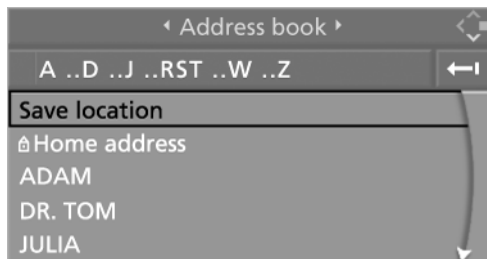 Address book
A ..D ..J ..RST ..W ..Z
Save location
Home address
ADAM
DR. TOM
JULIA